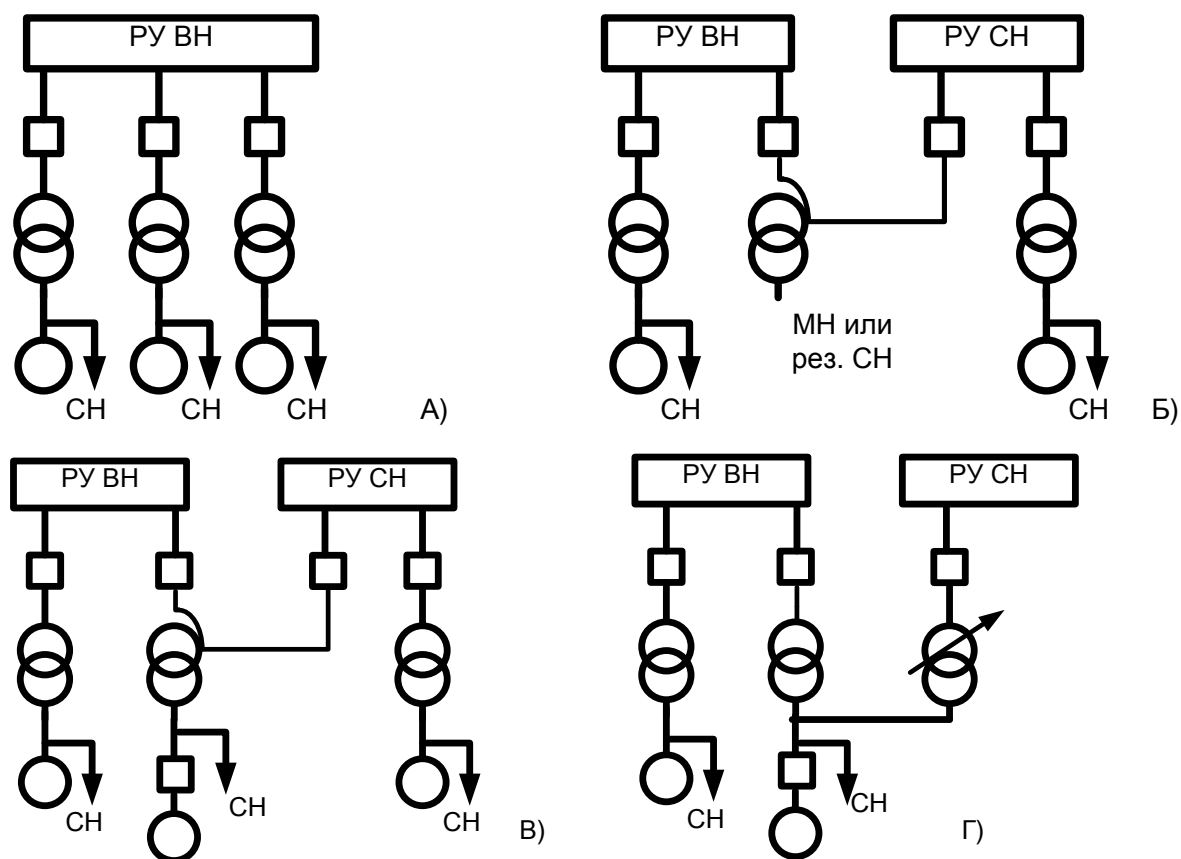 РУ ВН
СН
СН
СН
А)
РУ ВН
РУ СН
МН или
рез. СН
СН
СН
Б)
РУ ВН
РУ СН
СН
СН
СН
В)
РУ ВН
РУ СН
СН
СН
Г)